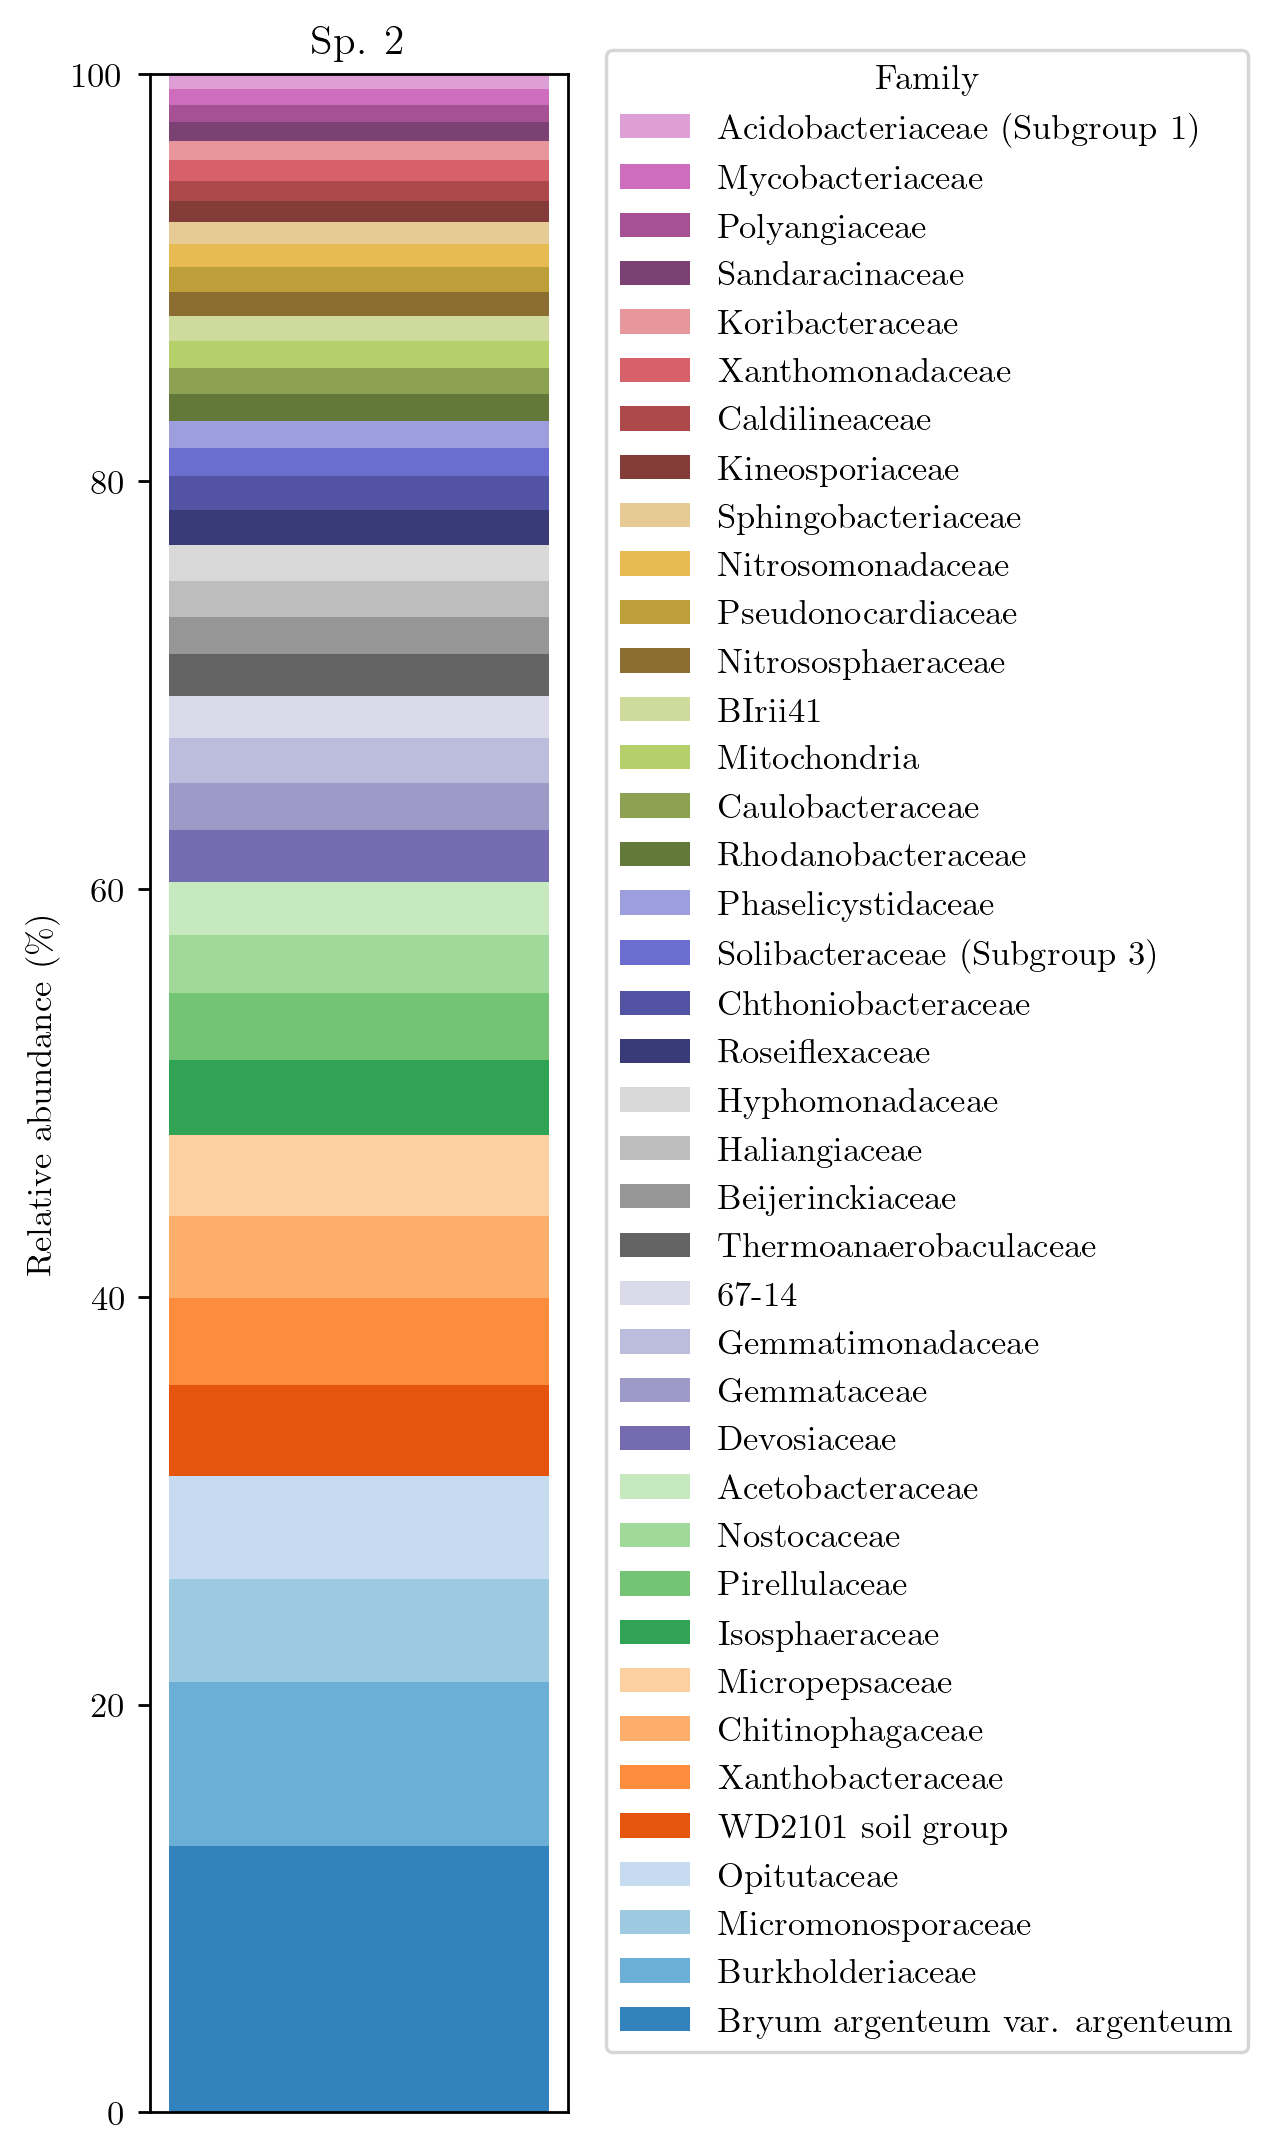 Sp. 2
100
80
60
40
20
0
Relative abundance (%)
Family
Acidobacteriaceae (Subgroup 1)
Mycobacteriaceae
Polyangiaceae
Sandaracinaceae
Koribacteraceae
Xanthomonadaceae
Caldilineaceae
Kineosporiaceae
Sphingobacteriaceae
Nitrosomonadaceae
Pseudonocardiaceae
Nitrososphaeraceae
BIrii41
Mitochondria
Caulobacteraceae
Rhodanobacteraceae
Phaselicystidaceae
Solibacteraceae (Subgroup 3)
Chthoniobacteraceae
Roseiflexaceae
Hyphomonadaceae
Haliangiaceae
Beijerinckiaceae
Thermoanaerobaculaceae
67-14
Gemmatimonadaceae
Gemmataceae
Devosiaceae
Acetobacteraceae
Nostocaceae
Pirellulaceae
Isosphaeraceae
Micropepsaceae
Chitinophagaceae
Xanthobacteraceae
WD2101 soil group
Opitutaceae
Micromonosporaceae
Burkholderiaceae
Bryum argenteum var. argenteum